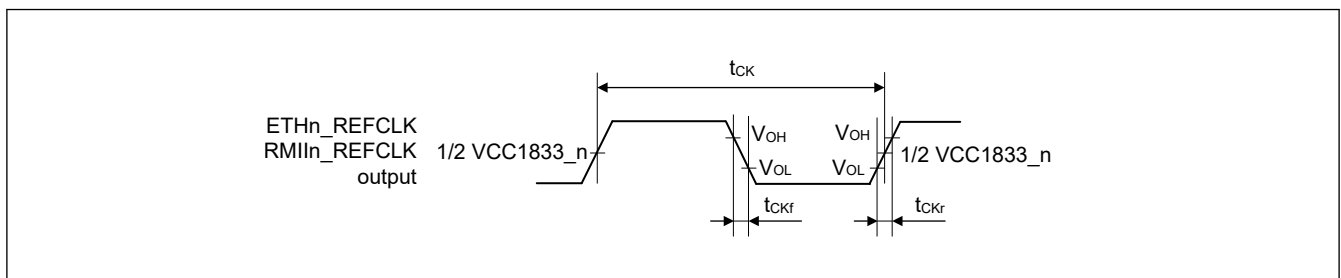 tCK
ETHn_REFCLK
RMIIn_REFCLK
output
1/2 VCC1833_n
VOH
VOL
VOH
VOL
1/2 VCC1833_n
tCKf
tCKr